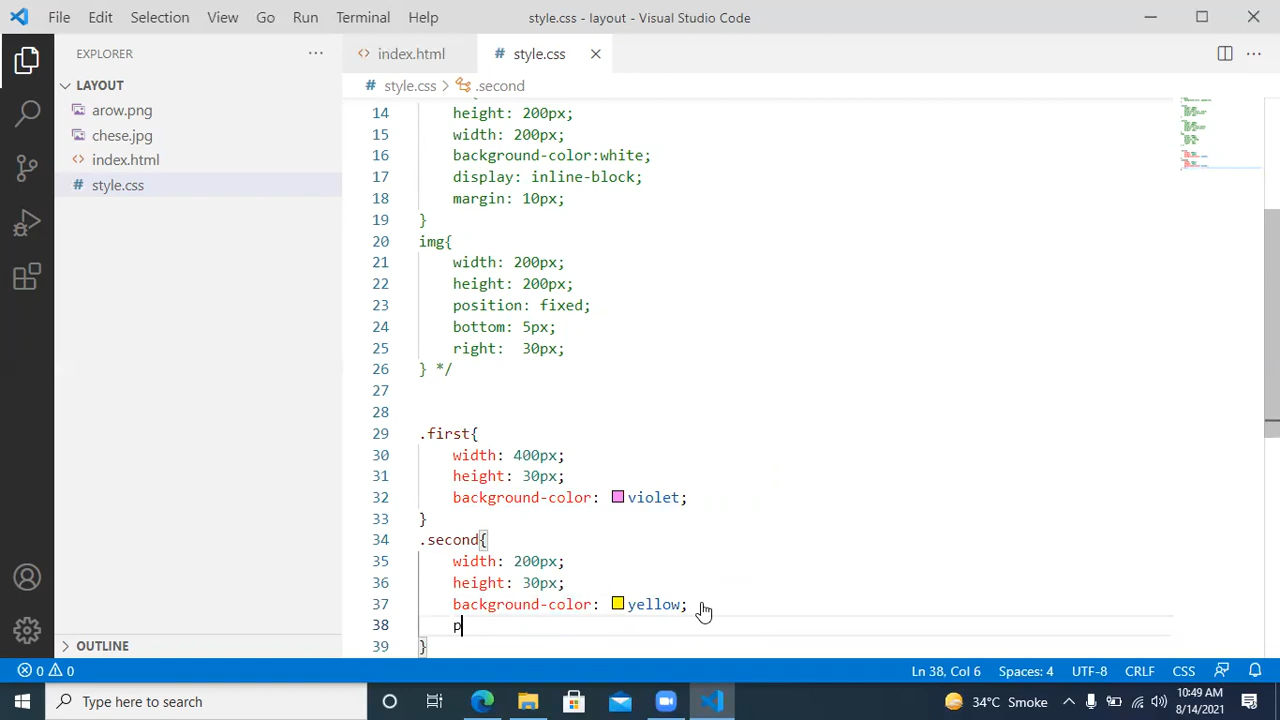 File Edit Selection View Go Run Terminal Help
style.css - layout - Visual Studio Code
EXPLORER
LAYOUT
arow.png
chese.jpg
index.html
style.css
OUTLINE
index.html style.css
style.css > .second
14 height: 200px;
15 width: 200px;
16 background-color:white;
17 display: inline-block;
18 margin: 10px;
19 }
20 img{
21 width: 200px;
22 height: 200px;
23 position: fixed;
24 bottom: 5px;
25 right:  30px;
26 } */
27
28
29 .first{
30 width: 400px;
31 height: 30px;
32 background-color: violet;
33 }
34 .second{
35 width: 200px;
36 height: 30px;
37 background-color: yellow;
38 p
39 }
0 0
Ln 38, Col 6 Spaces: 4 UTF-8 CRLF CSS
Type here to search
34°C Smoke
10:49 AM
8/14/2021